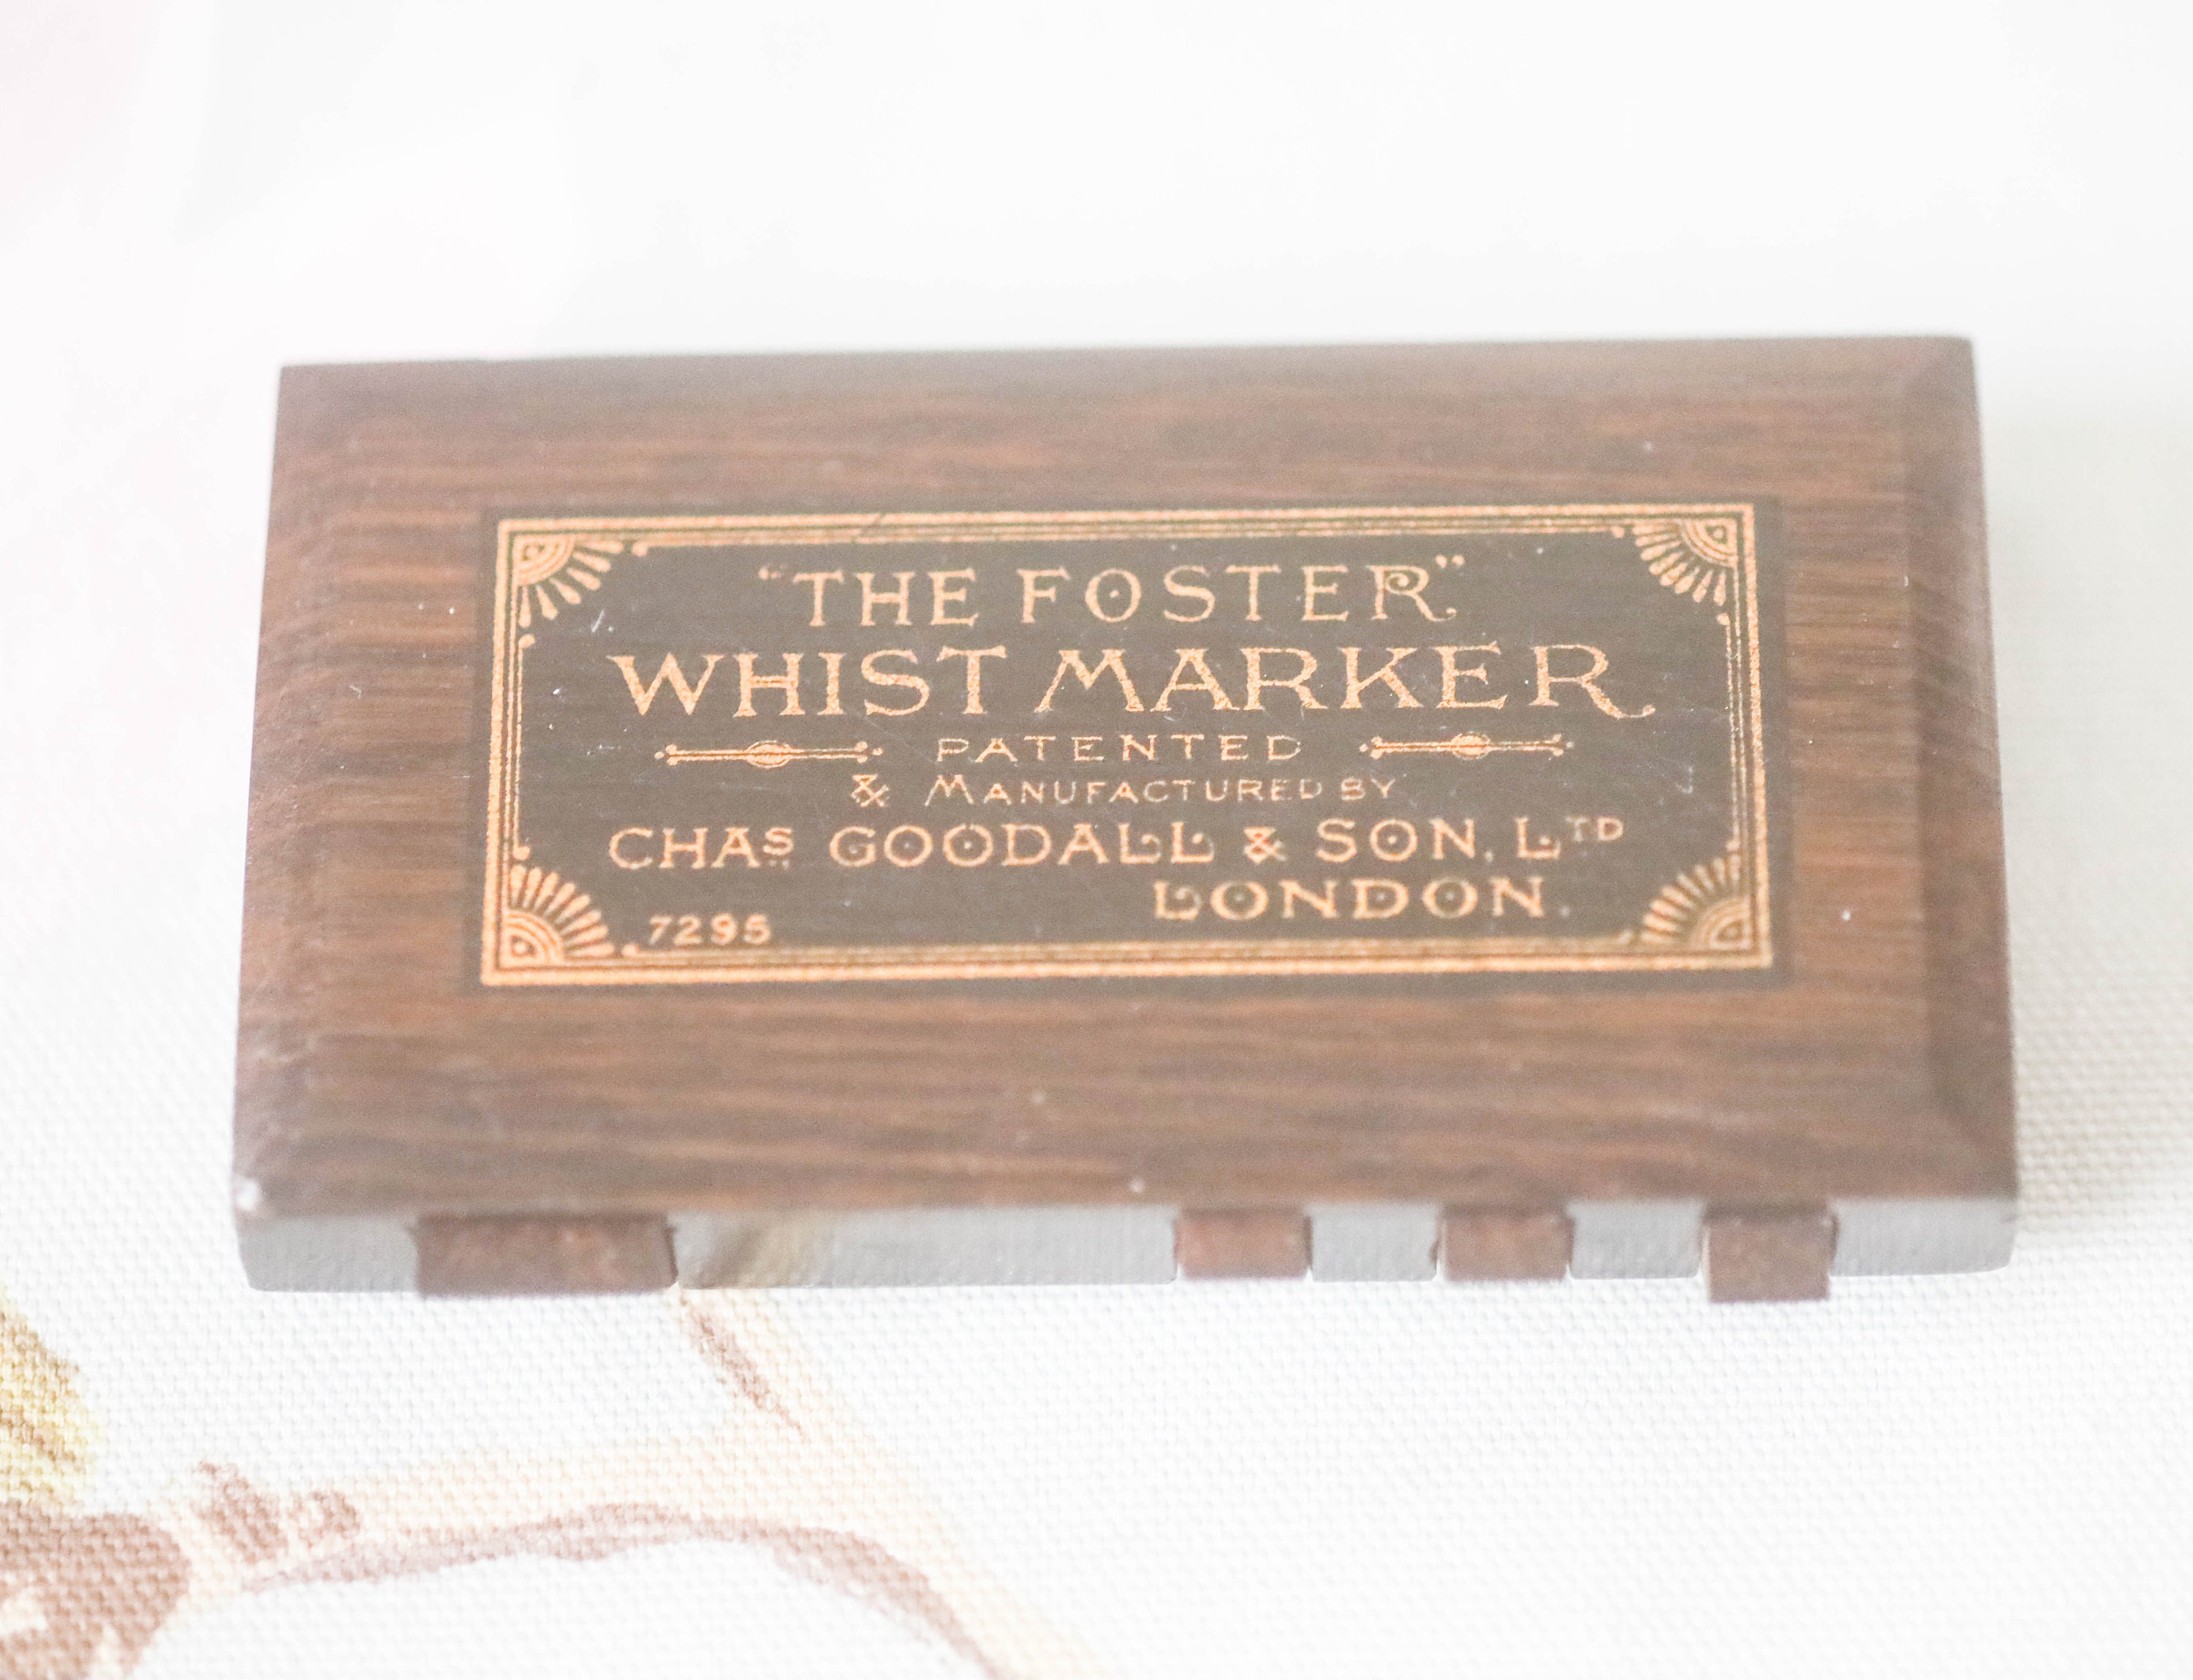 "THE FOSTER"
WHIST MARKER
PATENTED
& MANUFACTURED BY
CHAS GOODALL & SON, LTD
LONDON.
7295